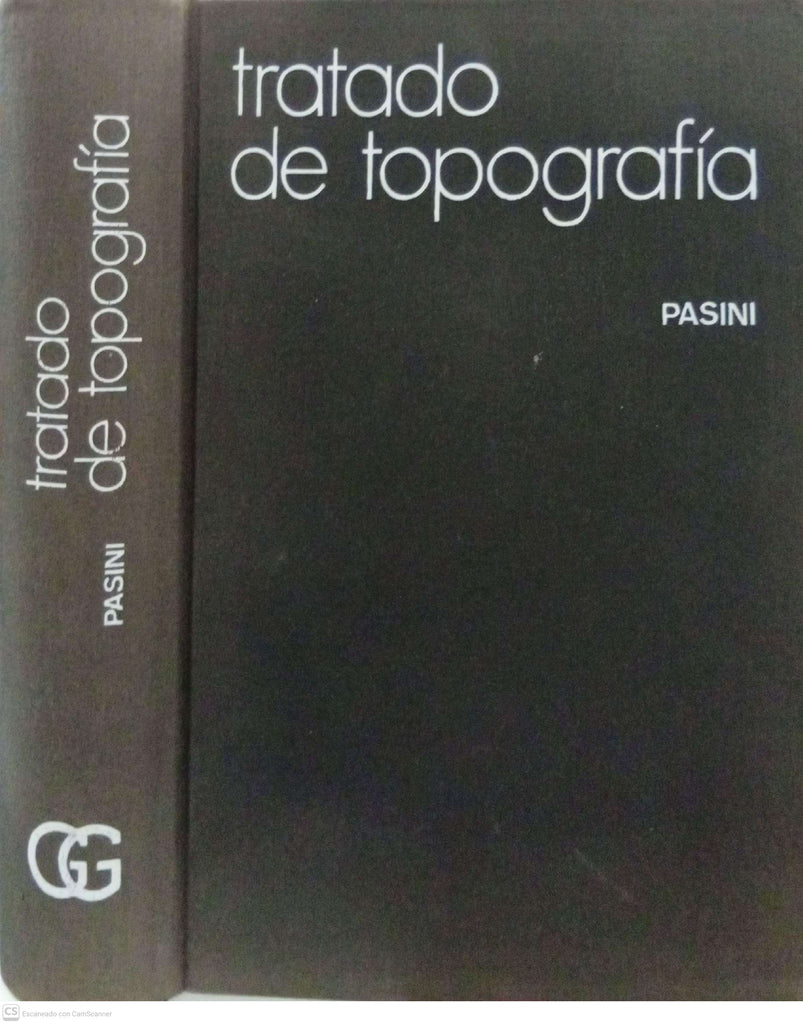 tratado
de topografía
PASINI
tratado
de topografía
PASINI
GG
CS Escaneado con CamScanner